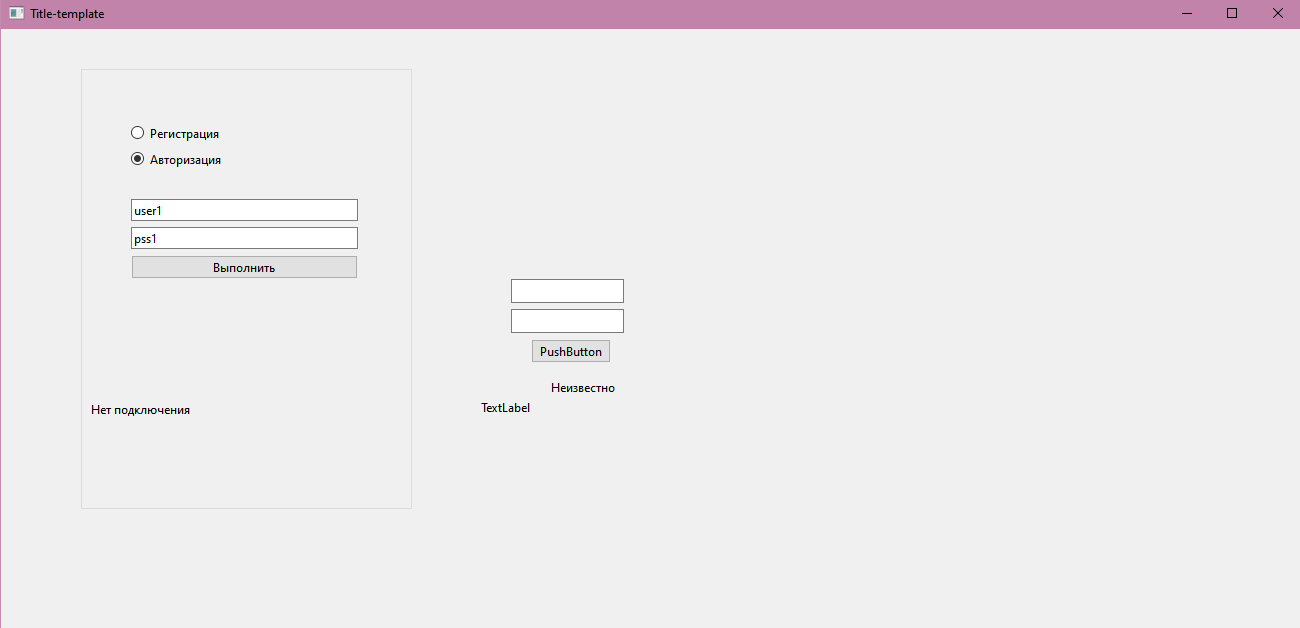 Title-template
Регистрация
Авторизация
user1
pss1
Выполнить
PushButton
Неизвестно
TextLabel
Нет подключения